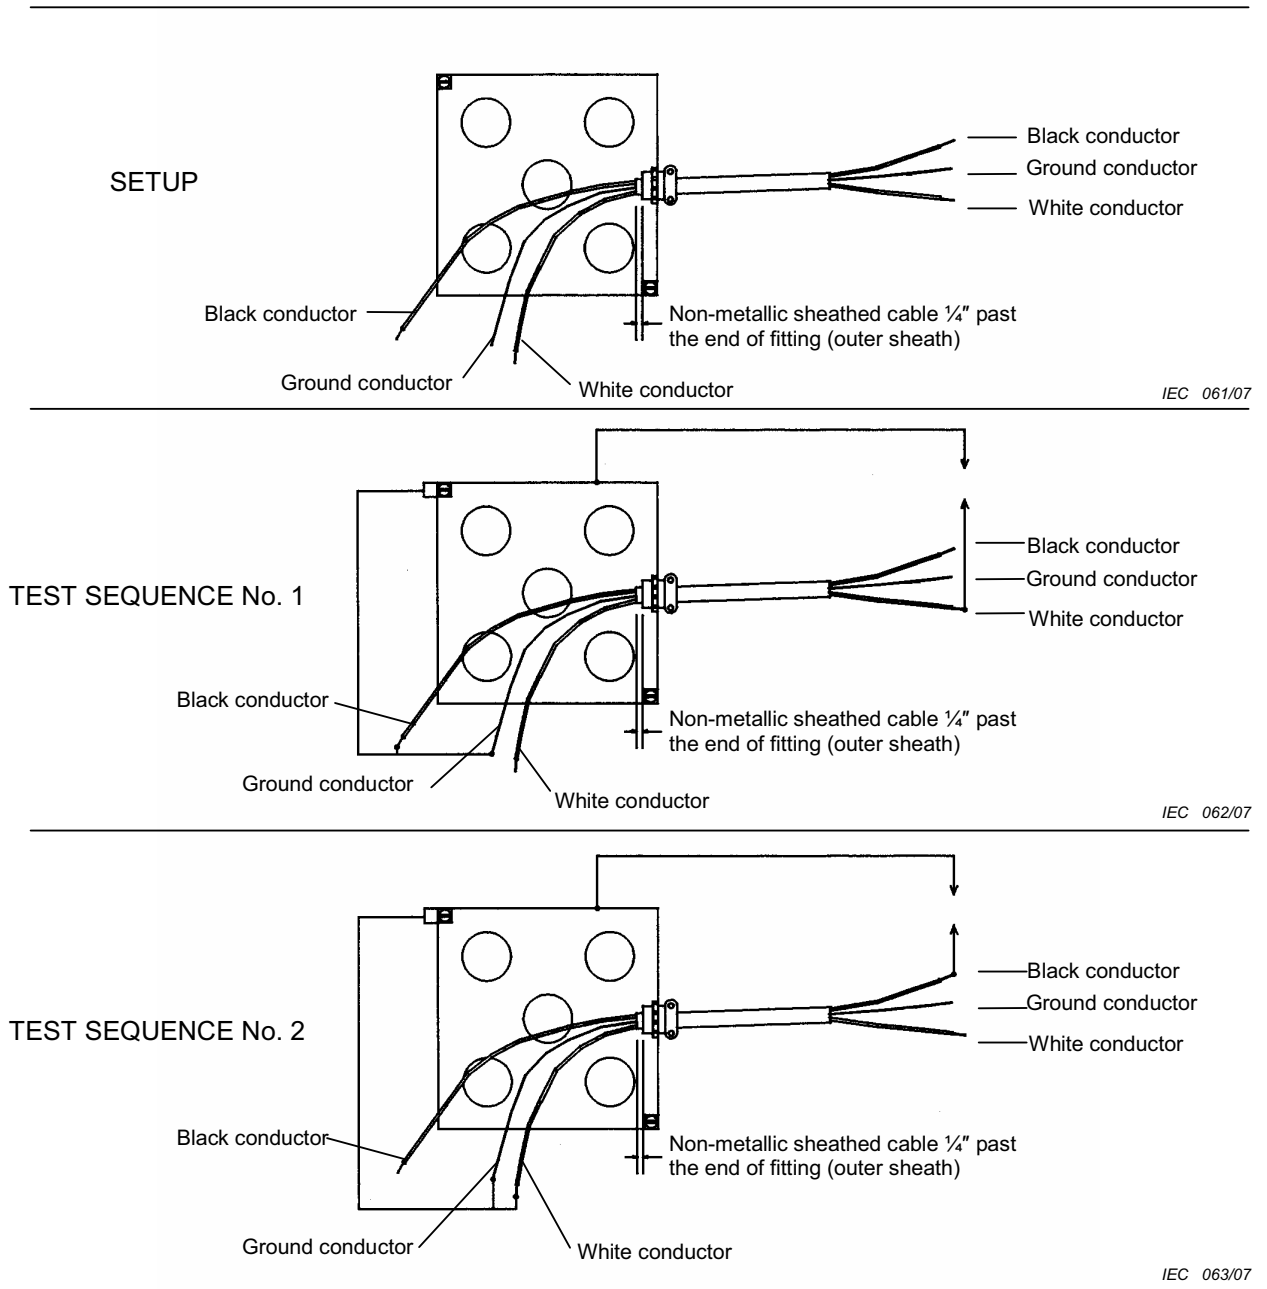 SETUP
Black conductor
Ground conductor
White conductor
Black conductor
Non-metallic sheathed cable ¼″ past
the end of fitting (outer sheath)
Ground conductor
White conductor
IEC 061/07
TEST SEQUENCE No. 1
Black conductor
Ground conductor
White conductor
Black conductor
Non-metallic sheathed cable ¼″ past
the end of fitting (outer sheath)
Ground conductor
White conductor
IEC 062/07
TEST SEQUENCE No. 2
Black conductor
Ground conductor
White conductor
Black conductor
Non-metallic sheathed cable ¼″ past
the end of fitting (outer sheath)
Ground conductor
White conductor
IEC 063/07